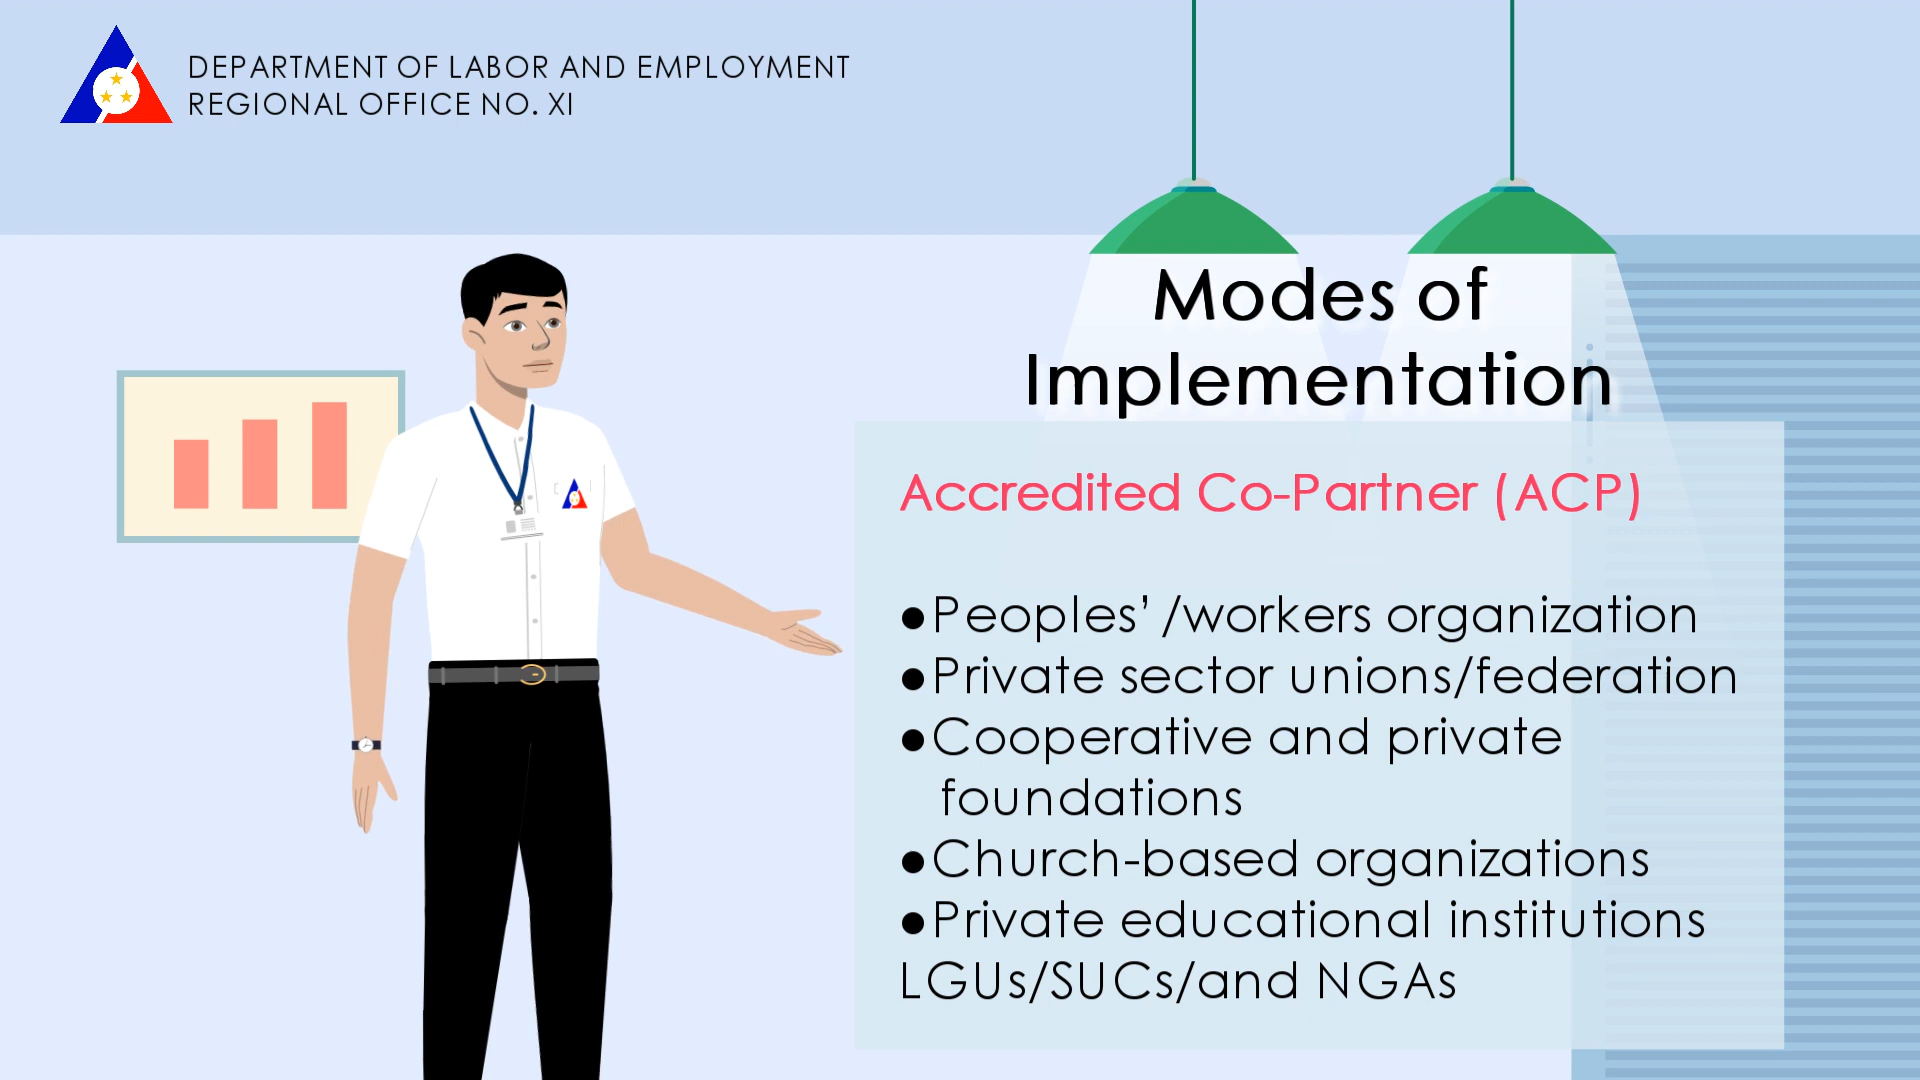 DEPARTMENT OF LABOR AND EMPLOYMENT
REGIONAL OFFICE NO. XI
Modes of
Implementation
Accredited Co-Partner (ACP)
●Peoples’ /workers organization
●Private sector unions/federation
●Cooperative and private
foundations
●Church-based organizations
●Private educational institutions
LGUs/SUCs/and NGAs